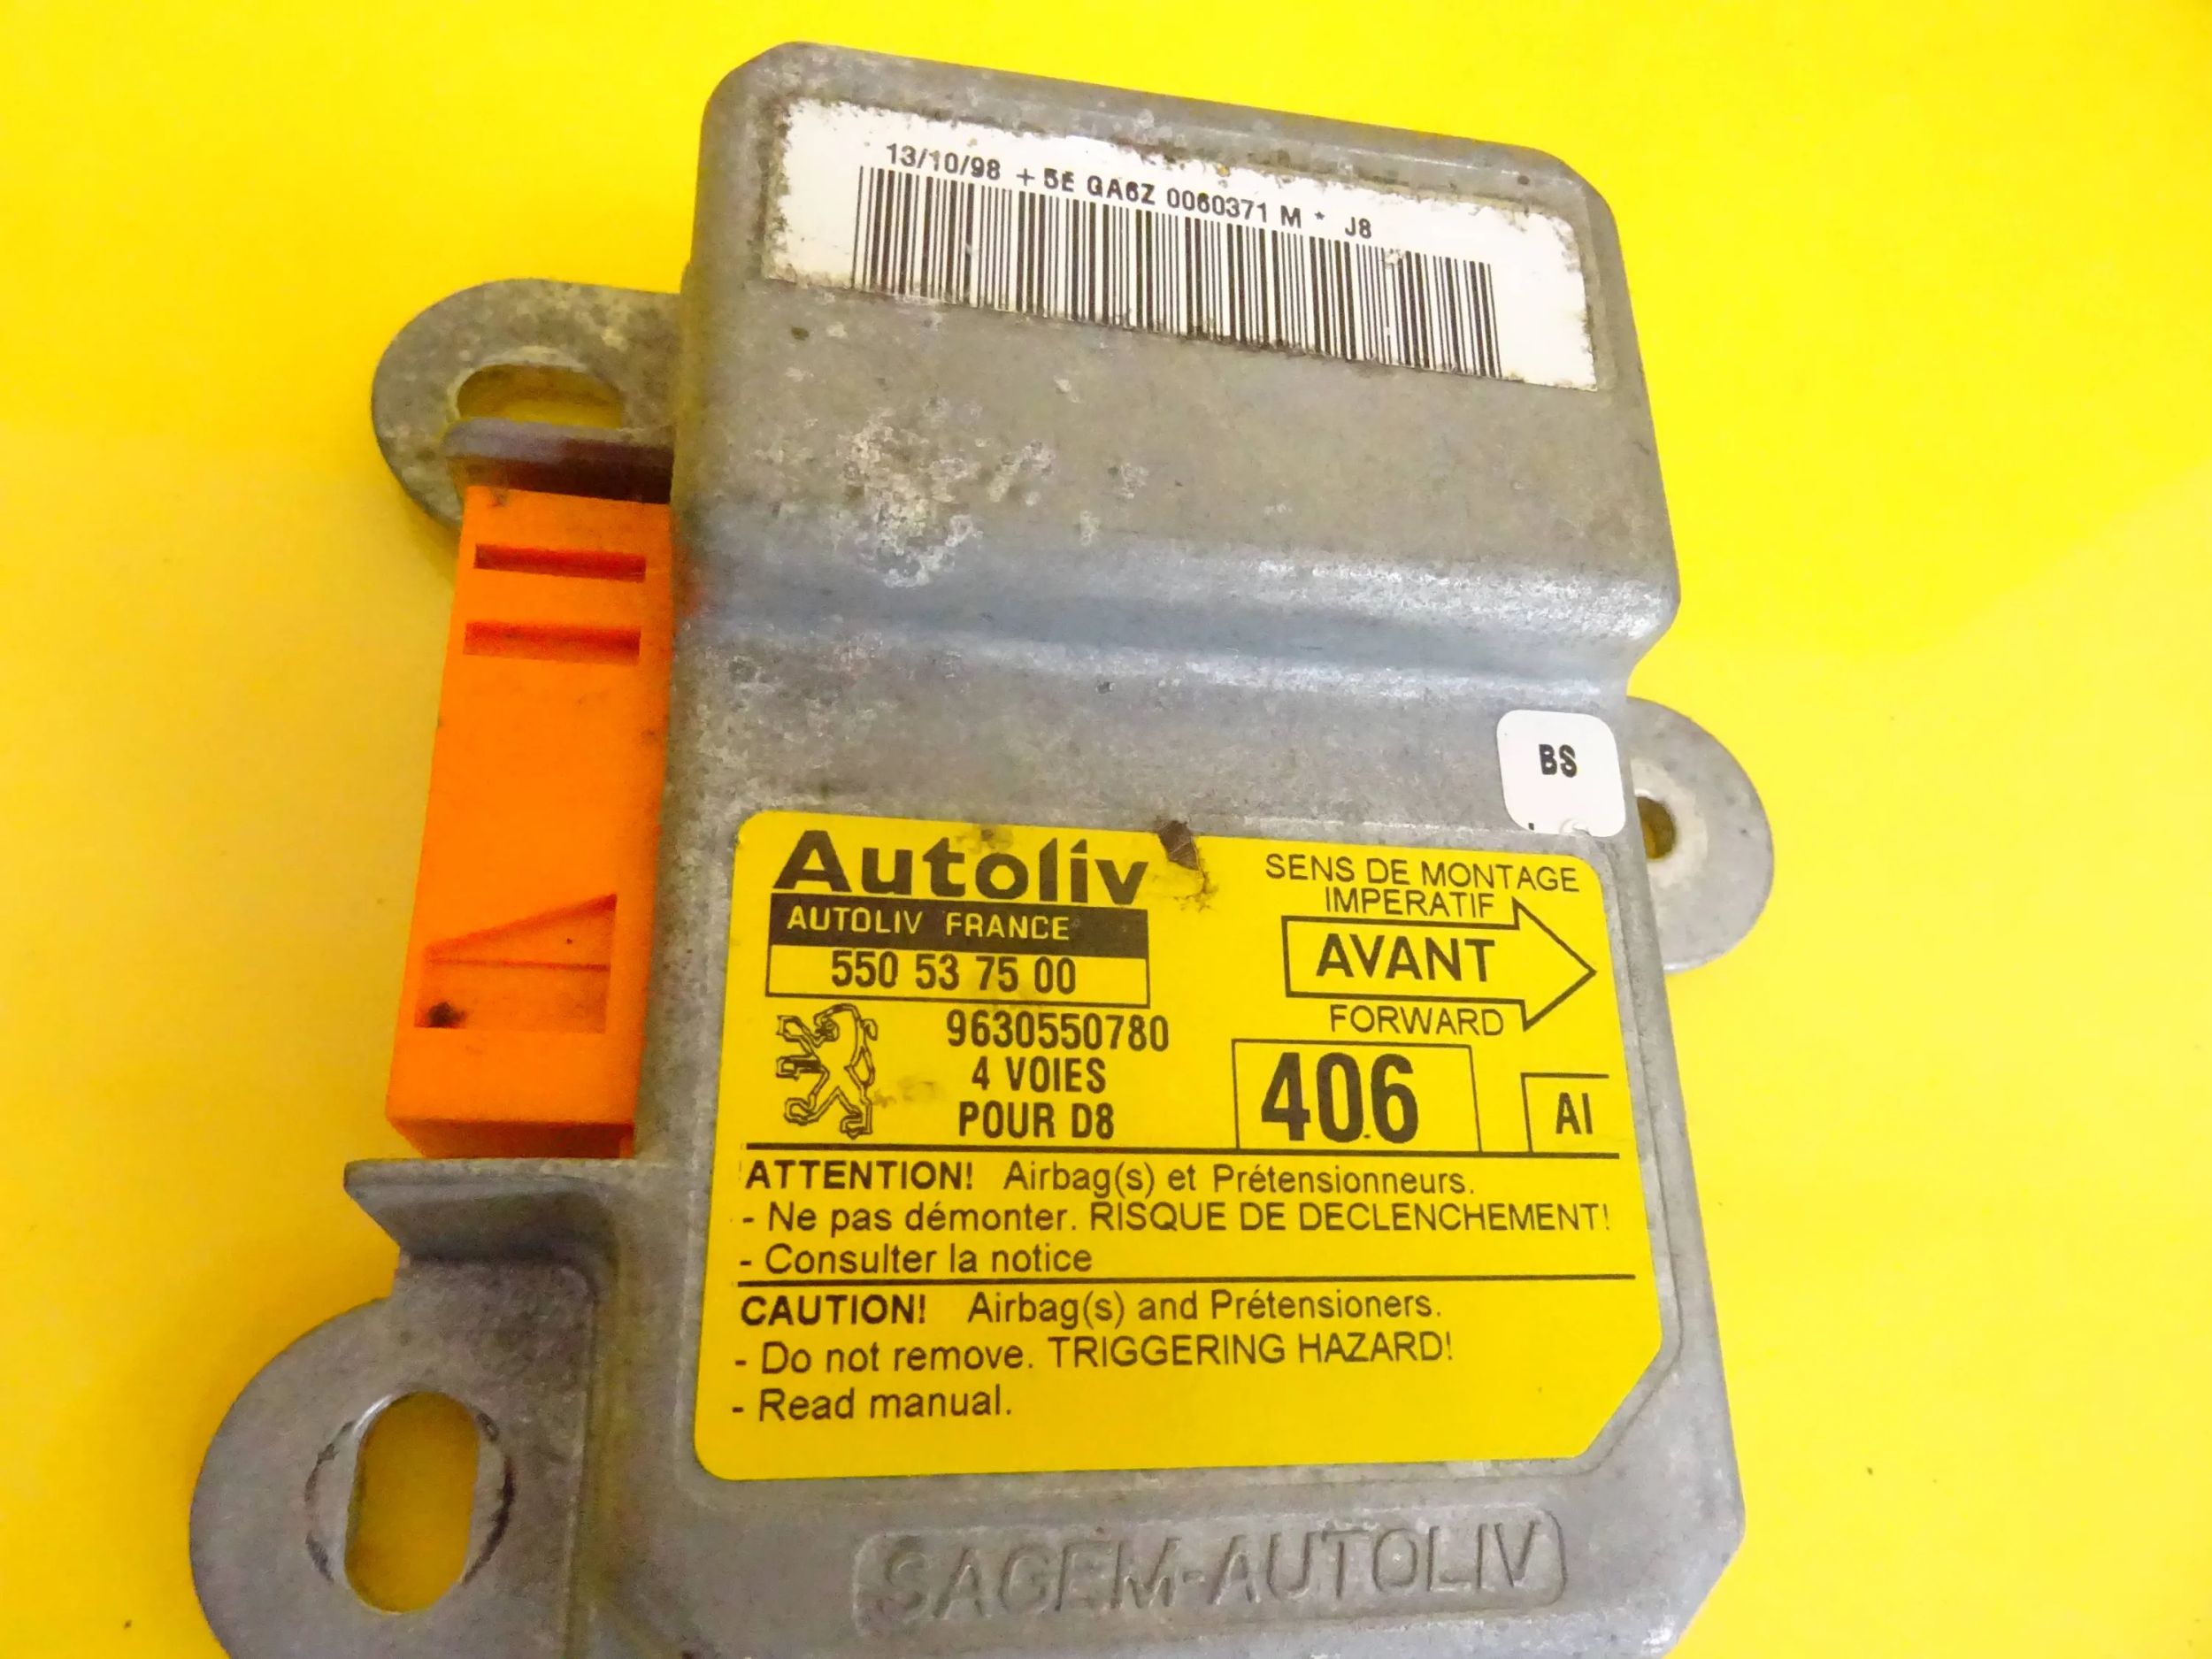 13/10/98 + 5E GA6Z 0060371 M * J8
BS
Autoliv
AUTOLIV FRANCE
550 53 75 00
9630550780
4 VOIES
POUR D8
SENS DE MONTAGE
IMPERATIF
AVANT
FORWARD
406
AI
ATTENTION! Airbag(s) et Prétensionneurs.
- Ne pas démonter. RISQUE DE DECLENCHEMENT!
- Consulter la notice
CAUTION! Airbag(s) and Prétensioners.
- Do not remove. TRIGGERING HAZARD!
- Read manual.
SAGEM-AUTOLIV